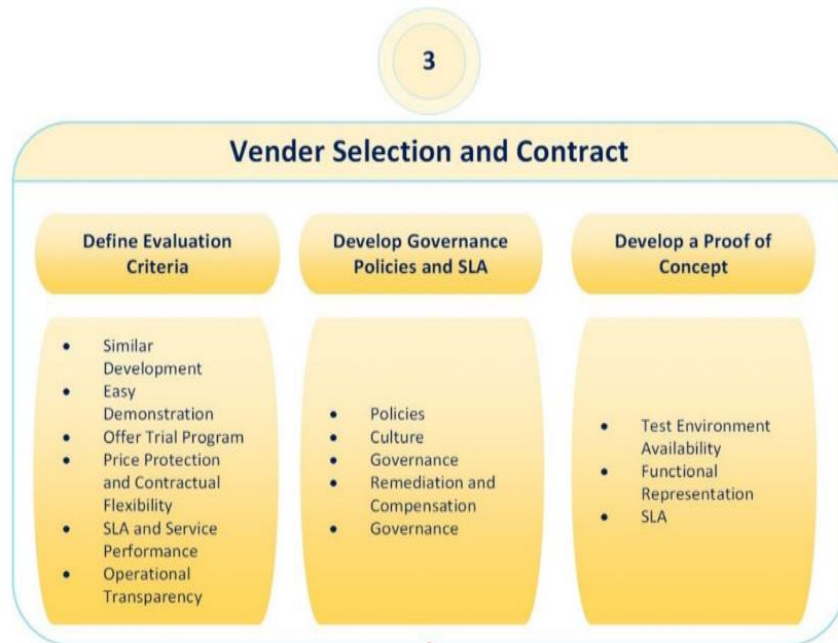 3
Vender Selection and Contract
Define Evaluation
Criteria
• Similar
Development
• Easy
Demonstration
• Offer Trial Program
• Price Protection
and Contractual
Flexibility
• SLA and Service
Performance
• Operational
Transparency
Develop Governance
Policies and SLA
• Policies
• Culture
• Governance
• Remediation and
Compensation
• Governance
Develop a Proof of
Concept
• Test Environment
Availability
• Functional
Representation
• SLA